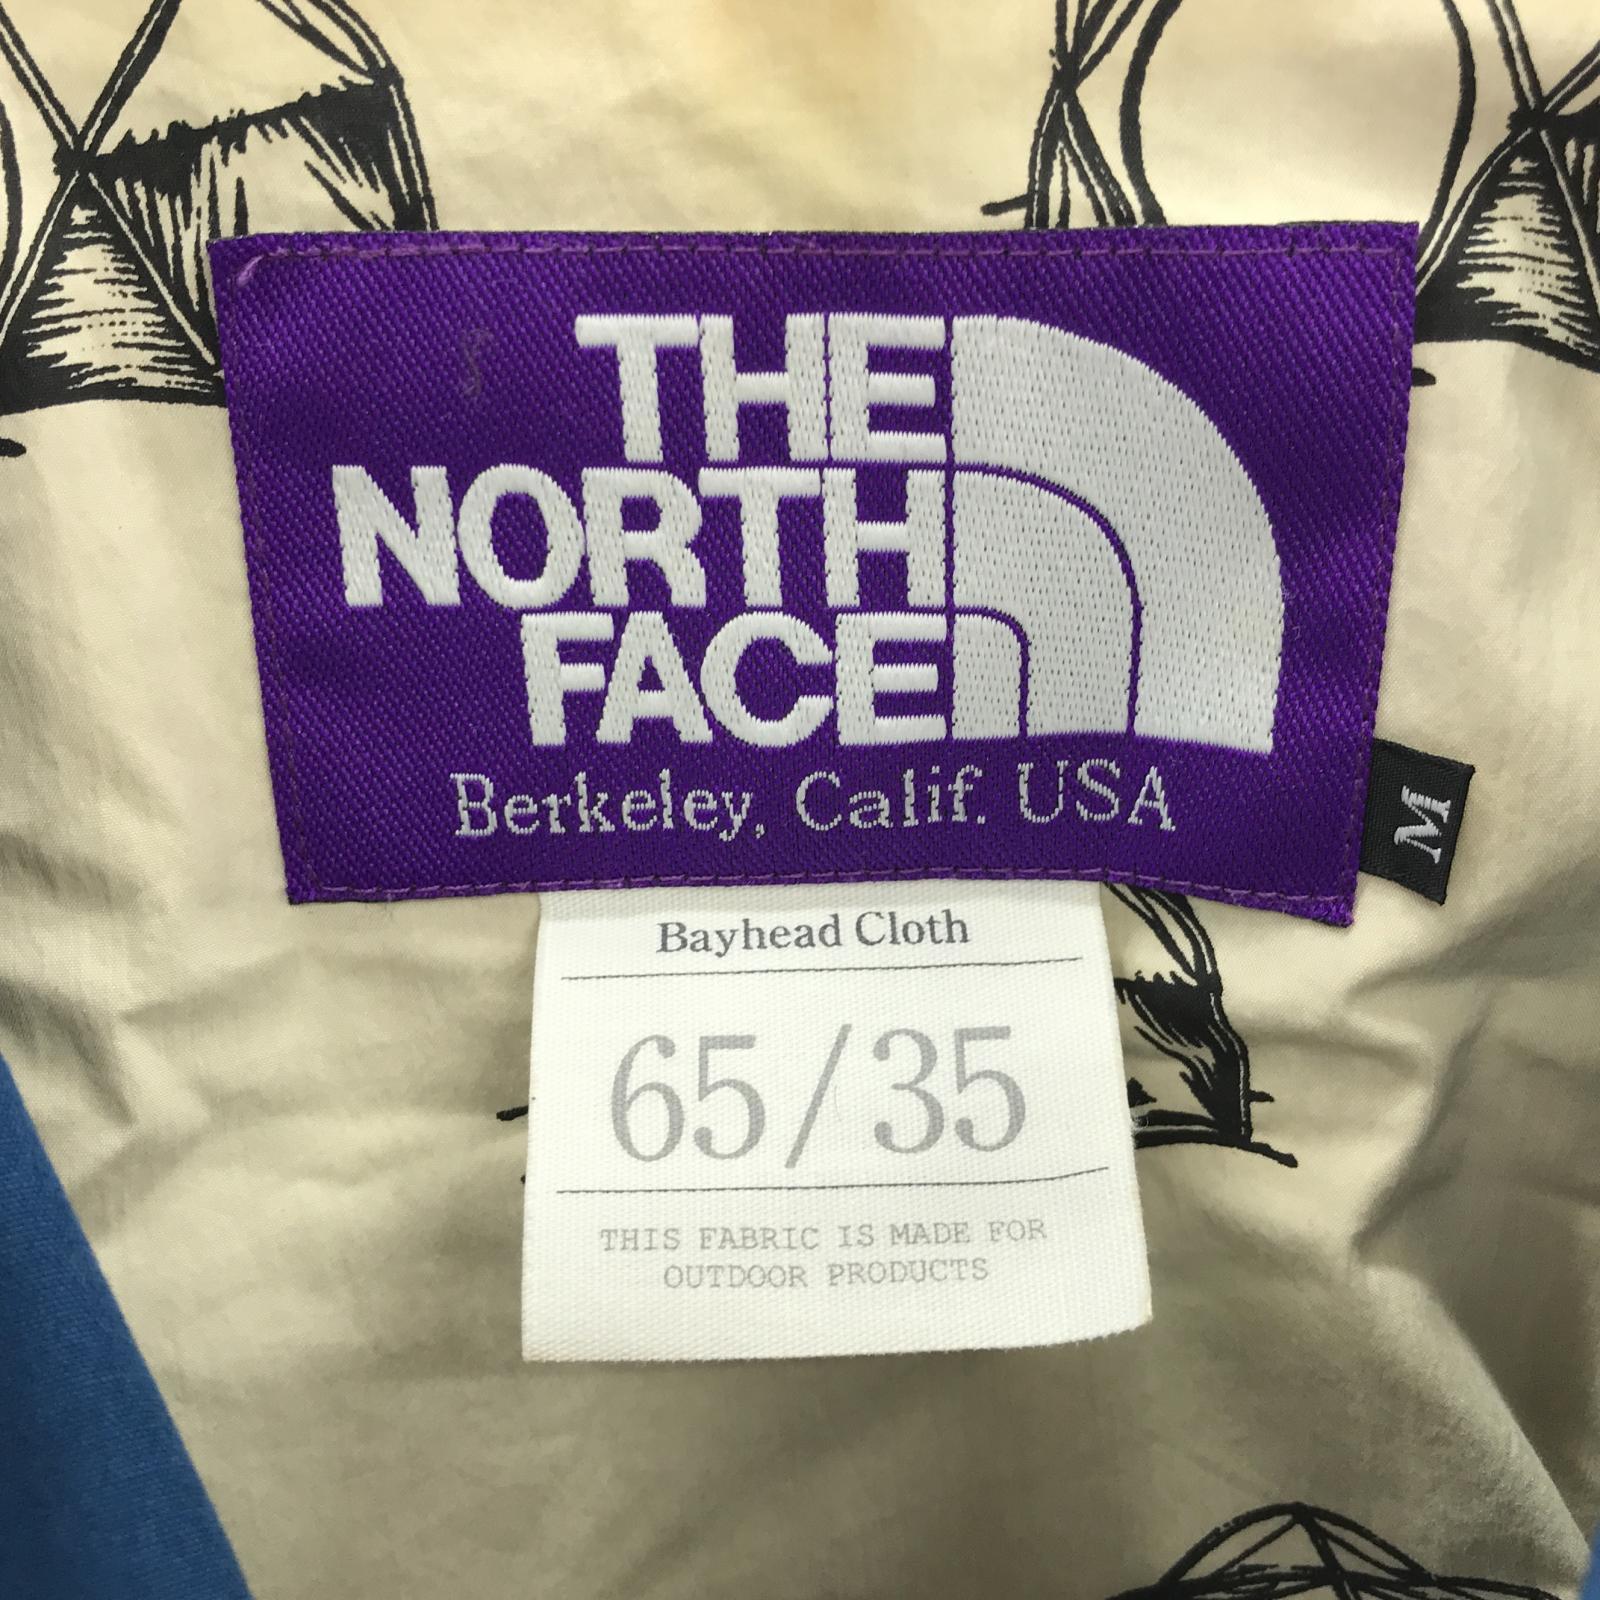 THE
NORTH
FACE
Berkeley, Calif. USA
M
Bayhead Cloth
65/35
THIS FABRIC IS MADE FOR
OUTDOOR PRODUCTS